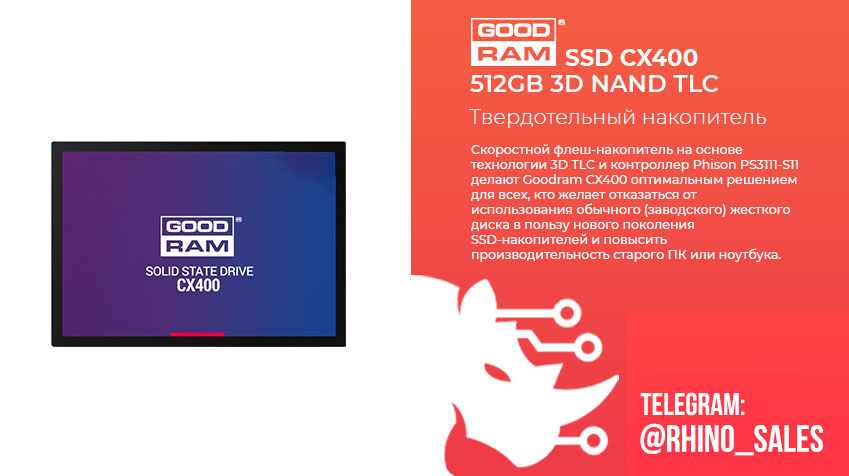 GOOD
RAM ®
SOLID STATE DRIVE
CX400
GOOD
RAM ® SSD CX400
512GB 3D NAND TLC
Твердотельный накопитель
Скоростной флеш-накопитель на основе
технологии 3D TLC и контроллер Phison PS3111-S11
делают Goodram CX400 оптимальным решением
для всех, кто желает отказаться от
использования обычного (заводского) жесткого
диска в пользу нового поколения
SSD-накопителей и повысить
производительность старого ПК или ноутбука.
TELEGRAM:
@RHINO_SALES